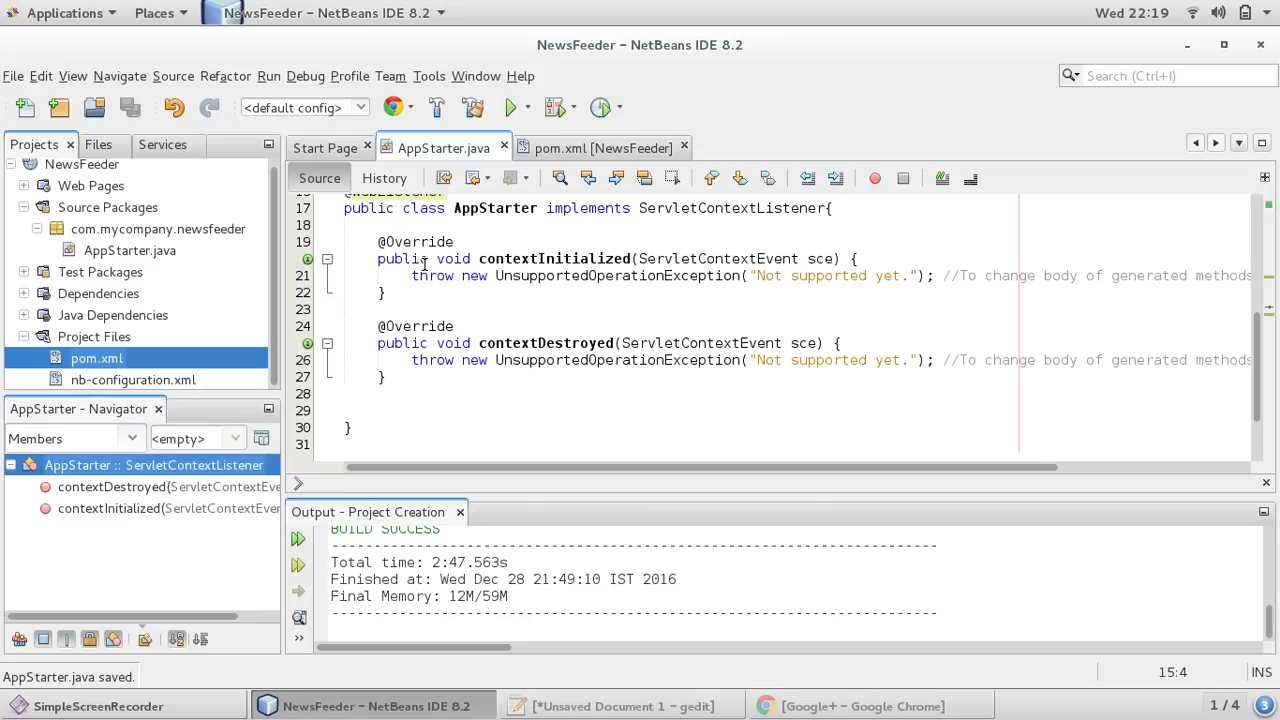 Applications Places NewsFeeder – NetBeans IDE 8.2 Wed 22:19
NewsFeeder – NetBeans IDE 8.2
File Edit View Navigate Source Refactor Run Debug Profile Team Tools Window Help Search (Ctrl+I)
<default config>
Projects Files Services
Start Page AppStarter.java pom.xml [NewsFeeder]
Source History
NewsFeeder
Web Pages
Source Packages
com.mycompany.newsfeeder
AppStarter.java
Test Packages
Dependencies
Java Dependencies
Project Files
pom.xml
nb-configuration.xml
@WebListener
17 public class AppStarter implements ServletContextListener{
18
19 @Override
public void contextInitialized(ServletContextEvent sce) {
21 throw new UnsupportedOperationException("Not supported yet."); //To change body of generated methods
22 }
23
24 @Override
public void contextDestroyed(ServletContextEvent sce) {
26 throw new UnsupportedOperationException("Not supported yet."); //To change body of generated methods
27 }
28
29
30 }
31
AppStarter - Navigator
Members <empty>
AppStarter :: ServletContextListener
contextDestroyed(ServletContextEve
contextInitialized(ServletContextEver
Output - Project Creation
BUILD SUCCESS
------------------------------------------------------------------------
Total time: 2:47.563s
Finished at: Wed Dec 28 21:49:10 IST 2016
Final Memory: 12M/59M
------------------------------------------------------------------------
AppStarter.java saved. 15:4 INS
SimpleScreenRecorder NewsFeeder – NetBeans IDE 8.2 [*Unsaved Document 1 – gedit] [Google+ – Google Chrome] 1 / 4 3